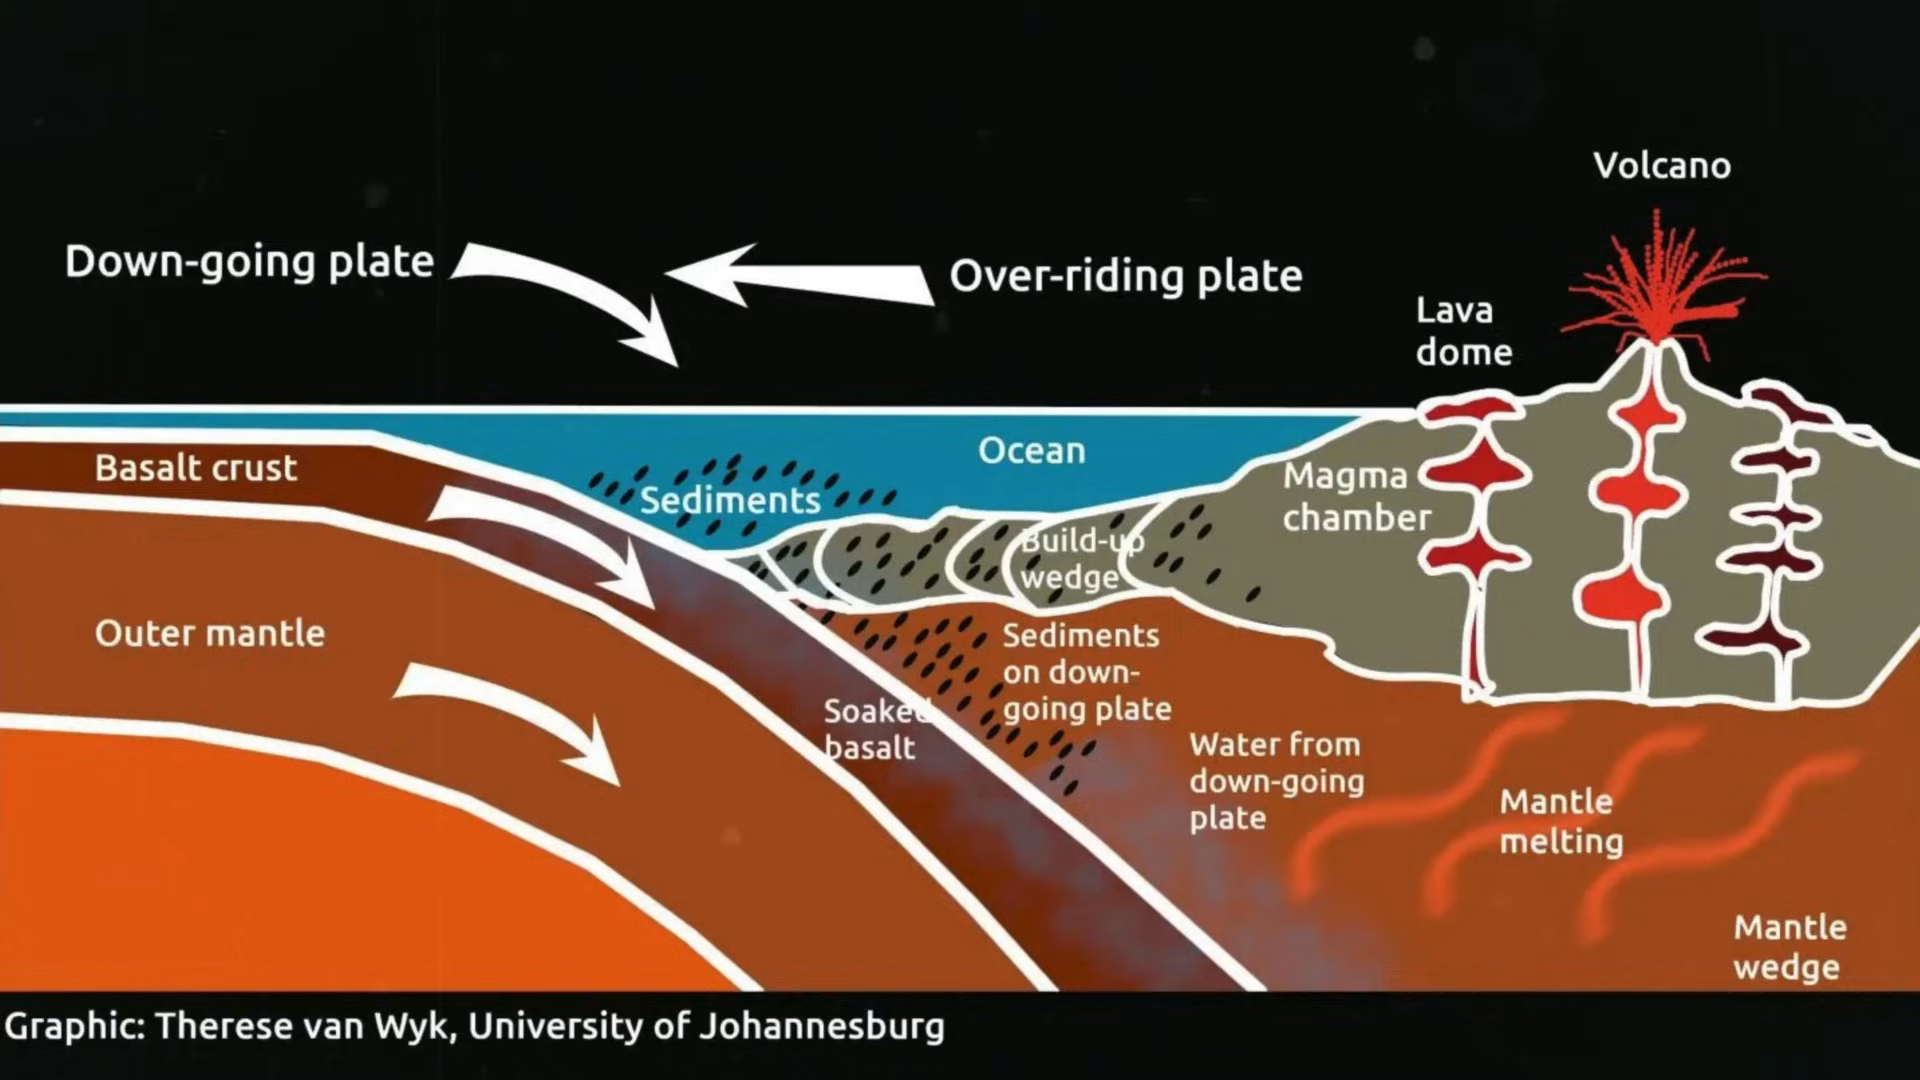 Volcano
Down-going plate
Over-riding plate
Lava
dome
Ocean
Basalt crust
Sediments
Magma
chamber
Build-up
wedge
Outer mantle
Sediments
on down-
going plate
Soaked
basalt
Water from
down-going
plate
Mantle
melting
Mantle
wedge
Graphic: Therese van Wyk, University of Johannesburg